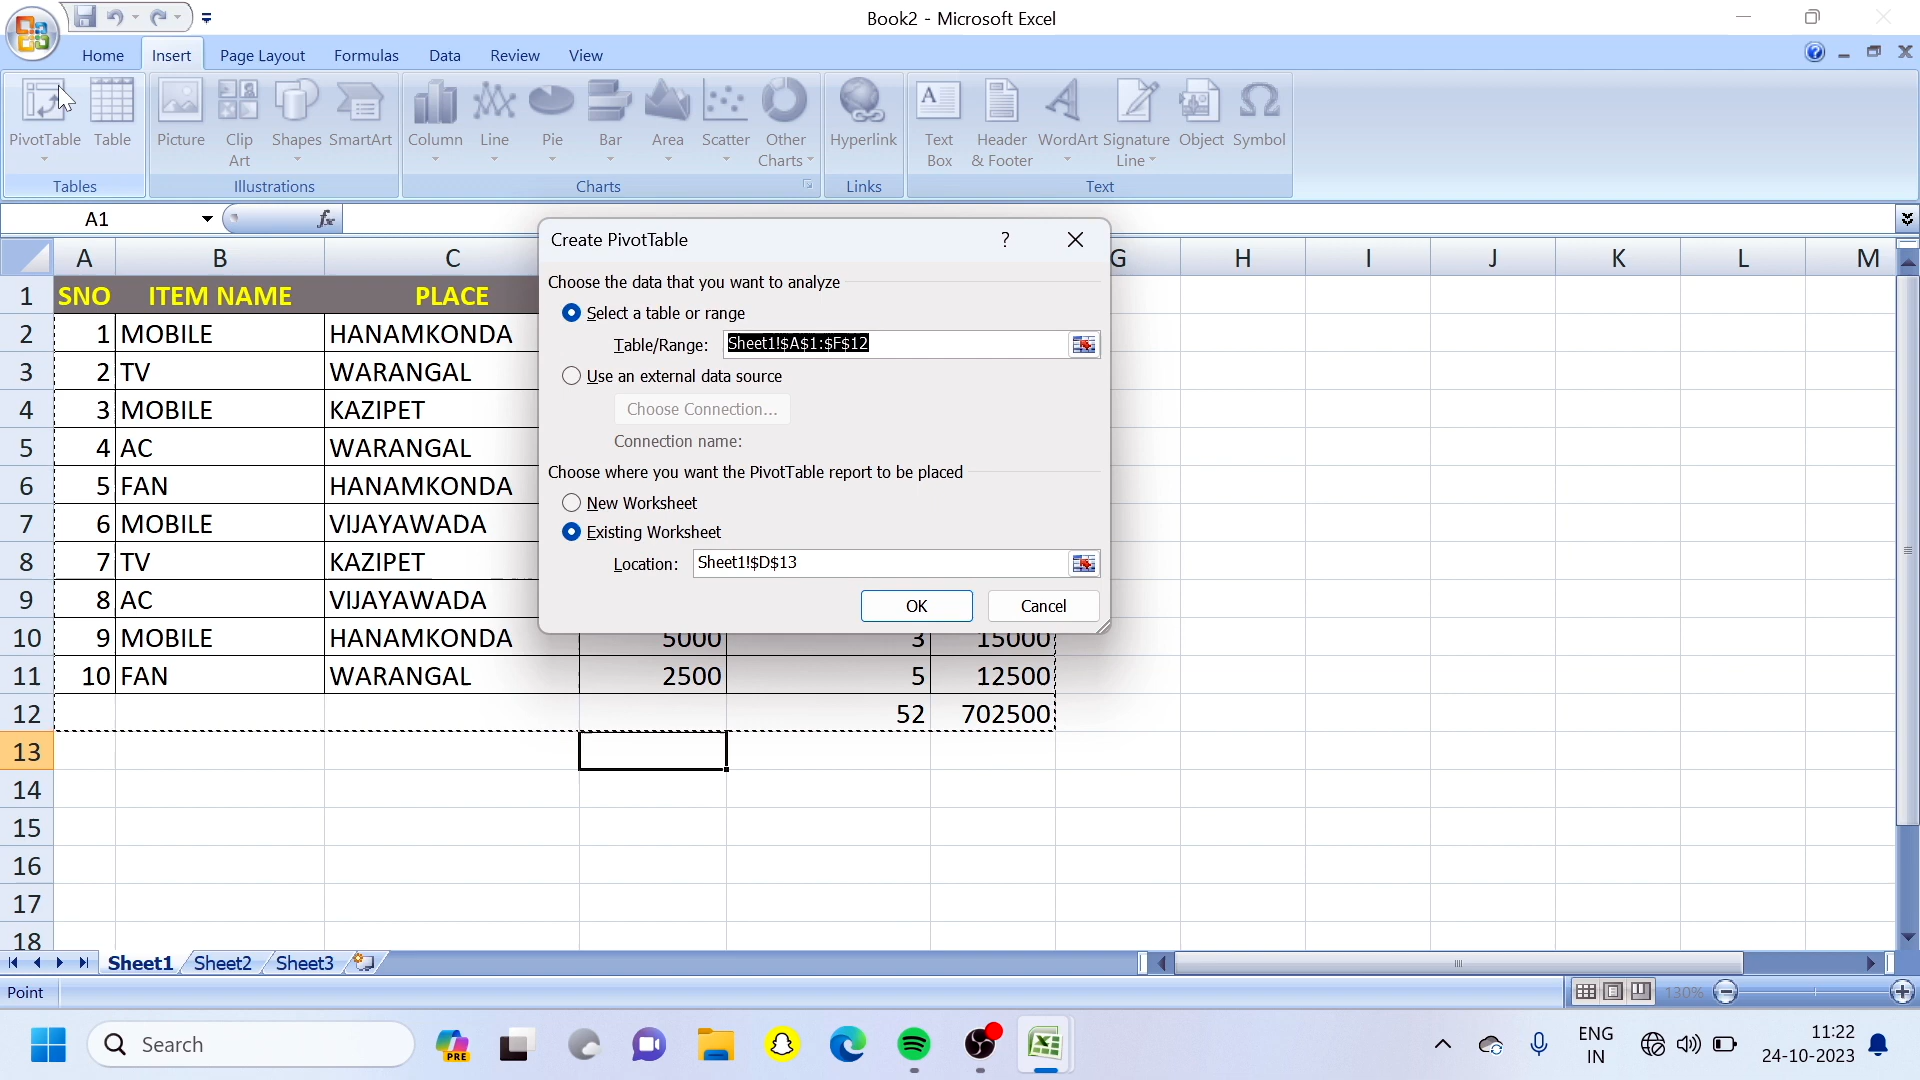 Book2 - Microsoft Excel
Home Insert Page Layout Formulas Data Review View
PivotTable Table Picture Clip Art Shapes SmartArt Column Line Pie Bar Area Scatter Other Charts Hyperlink Text Box Header & Footer WordArt Signature Line Object Symbol
Tables Illustrations Charts Links Text
A1 fx
A B C G H I J K L M
1 SNO ITEM NAME PLACE
2 1 MOBILE HANAMKONDA
3 2 TV WARANGAL
4 3 MOBILE KAZIPET
5 4 AC WARANGAL
6 5 FAN HANAMKONDA
7 6 MOBILE VIJAYAWADA
8 7 TV KAZIPET
9 8 AC VIJAYAWADA
10 9 MOBILE HANAMKONDA 5000 3 15000
11 10 FAN WARANGAL 2500 5 12500
12 52 702500
13
14
15
16
17
18
Create PivotTable ?
Choose the data that you want to analyze
Select a table or range
Table/Range: Sheet1!$A$1:$F$12
Use an external data source
Choose Connection...
Connection name:
Choose where you want the PivotTable report to be placed
New Worksheet
Existing Worksheet
Location: Sheet1!$D$13
OK Cancel
Sheet1 Sheet2 Sheet3
Point 130%
Search PRE ENG IN 11:22 24-10-2023